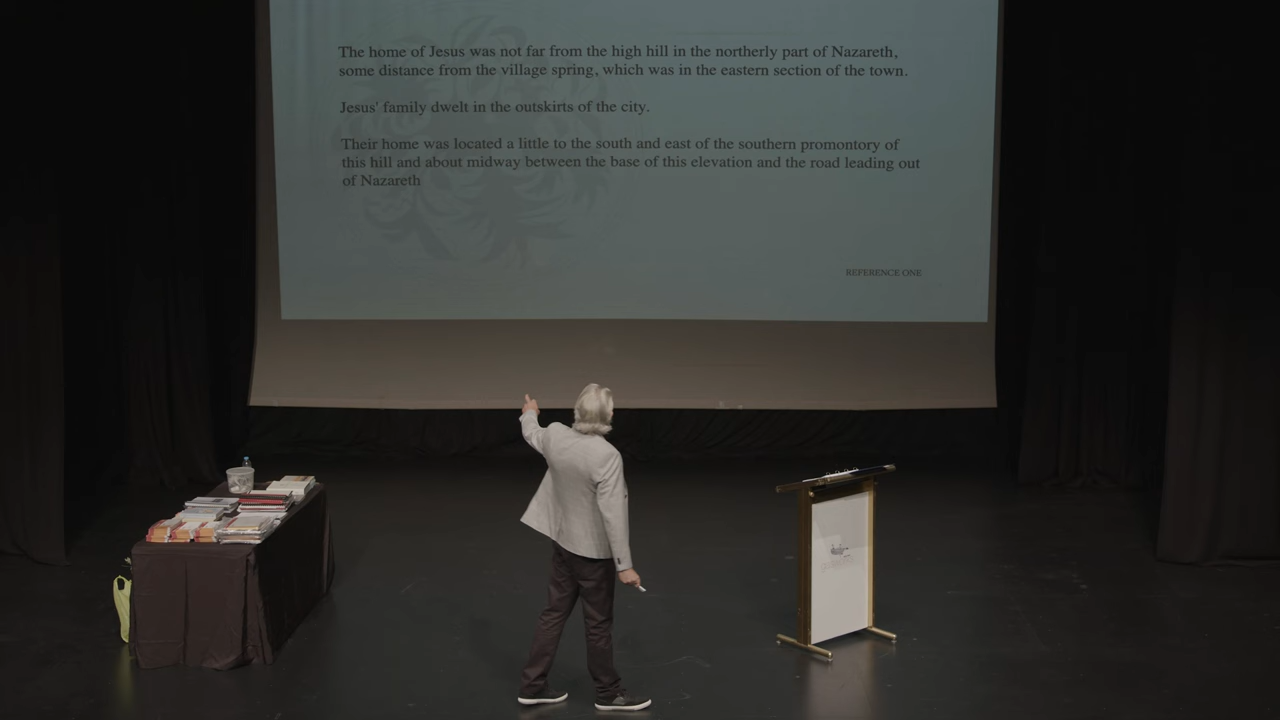 The home of Jesus was not far from the high hill in the northerly part of Nazareth,
some distance from the village spring, which was in the eastern section of the town.
Jesus' family dwelt in the outskirts of the city.
Their home was located a little to the south and east of the southern promontory of
this hill and about midway between the base of this elevation and the road leading out
of Nazareth
REFERENCE ONE